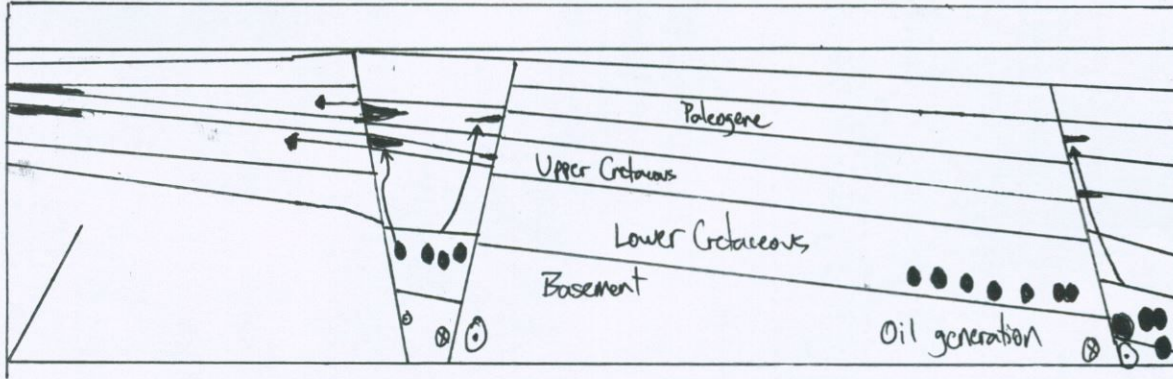 Paleogene
Upper Cretaceous
Lower Cretaceous
Basement
Oil generation